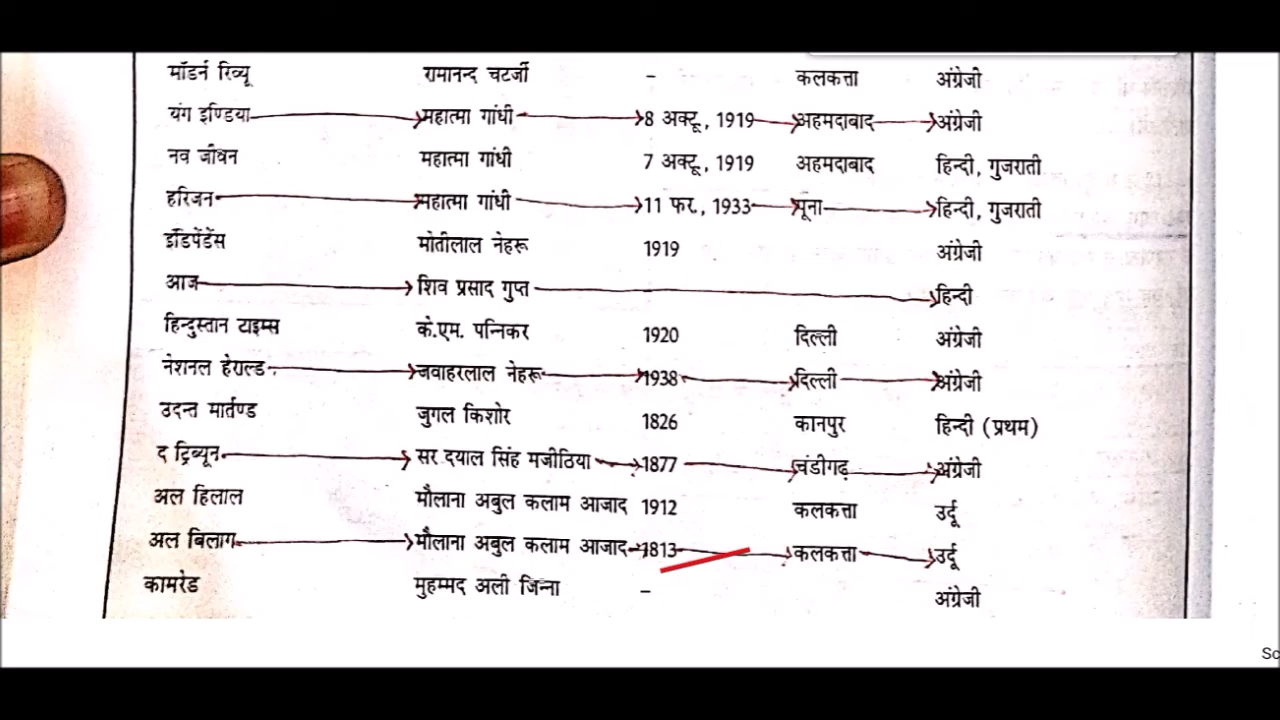 मॉडर्न रिव्यू रामानन्द चटर्जी – कलकत्ता अंग्रेजी
यंग इण्डिया महात्मा गांधी 8 अक्टू., 1919 अहमदाबाद अंग्रेजी
नव जीवन महात्मा गांधी 7 अक्टू., 1919 अहमदाबाद हिन्दी, गुजराती
हरिजन महात्मा गांधी 11 फर., 1933 पूना हिन्दी, गुजराती
इंडिपेंडेंस मोतीलाल नेहरू 1919 अंग्रेजी
आज शिव प्रसाद गुप्त हिन्दी
हिन्दुस्तान टाइम्स के.एम. पन्निकर 1920 दिल्ली अंग्रेजी
नेशनल हेराल्ड जवाहरलाल नेहरू 1938 दिल्ली अंग्रेजी
उदन्त मार्तण्ड जुगल किशोर 1826 कानपुर हिन्दी (प्रथम)
द ट्रिब्यून सर दयाल सिंह मजीठिया 1877 चंडीगढ़ अंग्रेजी
अल हिलाल मौलाना अबुल कलाम आजाद 1912 कलकत्ता उर्दू
अल बिलाग मौलाना अबुल कलाम आजाद 1813 कलकत्ता उर्दू
कामरेड मुहम्मद अली जिन्ना – अंग्रेजी